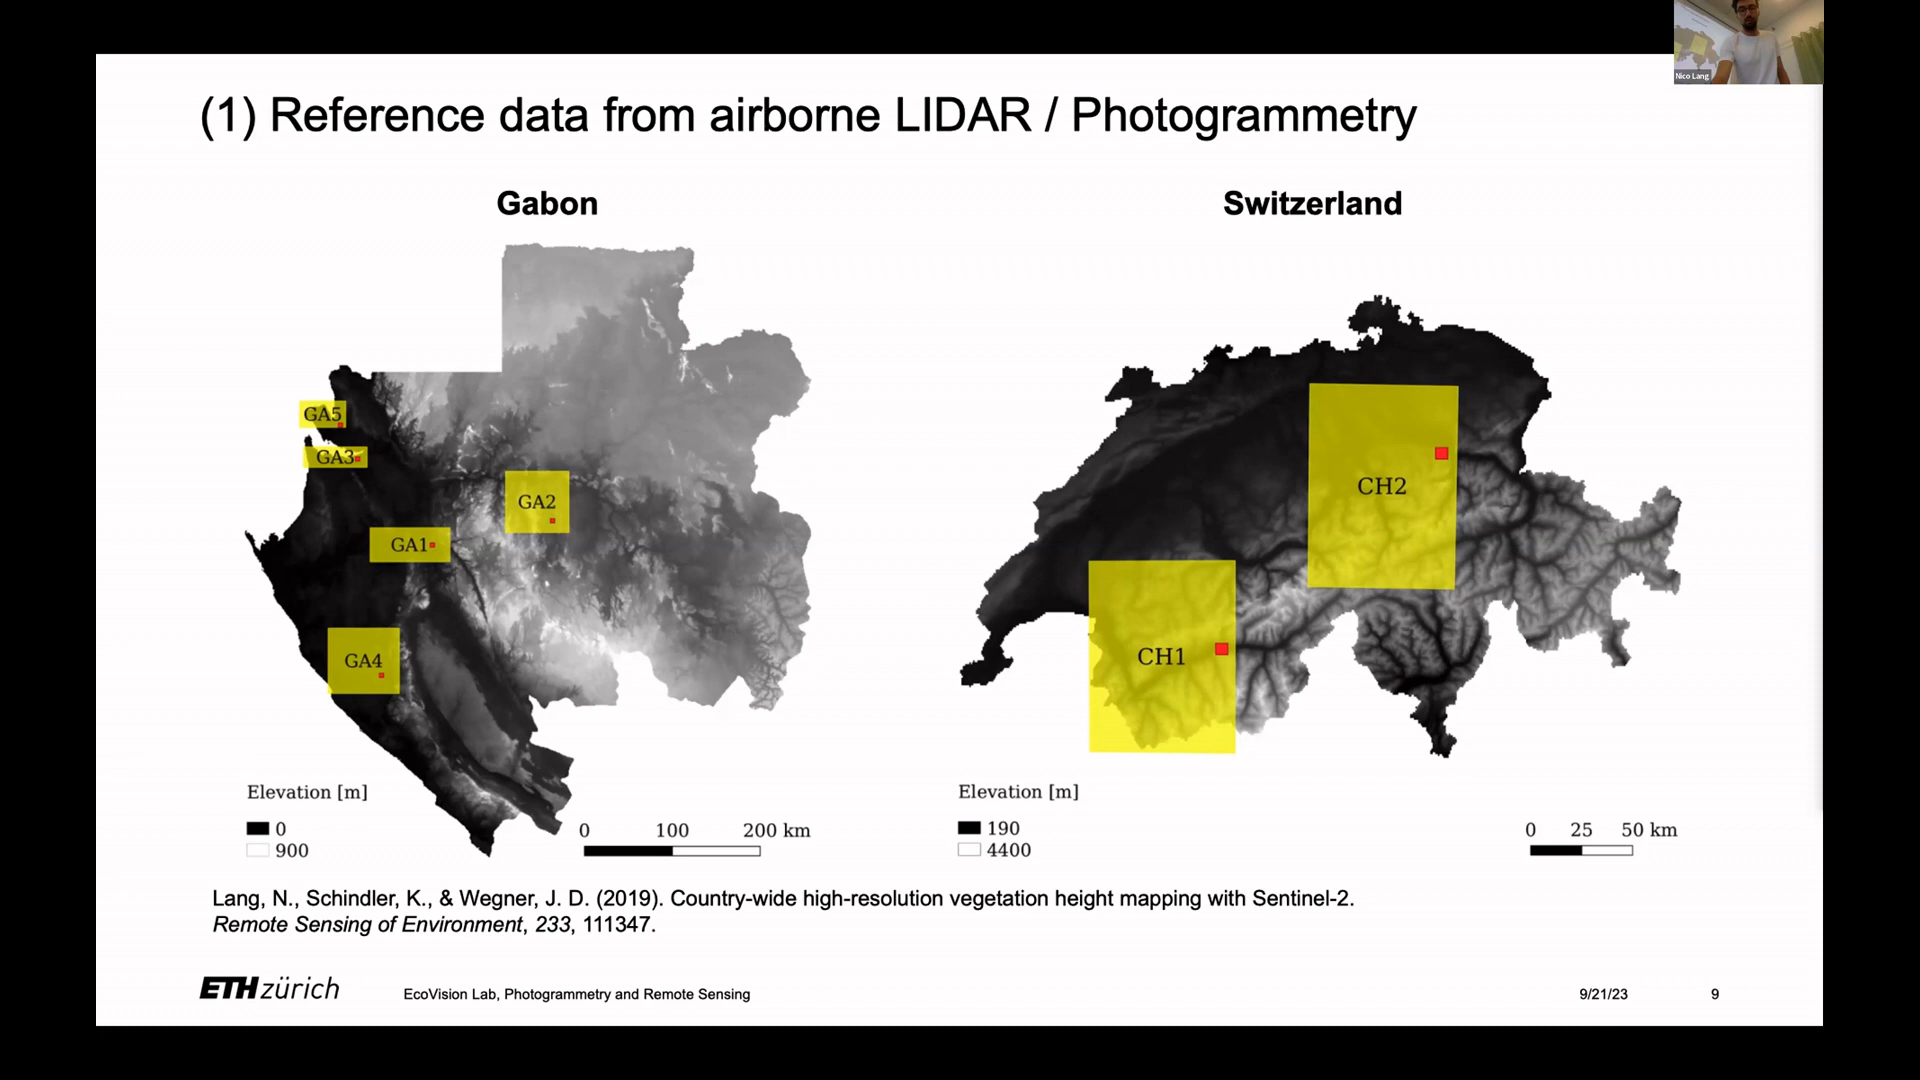 Nico Lang
(1) Reference data from airborne LIDAR / Photogrammetry
Gabon
GA5
GA3
GA2
GA1
GA4
Elevation [m]
0
900
0 100 200 km
Switzerland
CH2
CH1
Elevation [m]
190
4400
0 25 50 km
Lang, N., Schindler, K., & Wegner, J. D. (2019). Country-wide high-resolution vegetation height mapping with Sentinel-2.
Remote Sensing of Environment, 233, 111347.
ETH zürich
EcoVision Lab, Photogrammetry and Remote Sensing
9/21/23
9